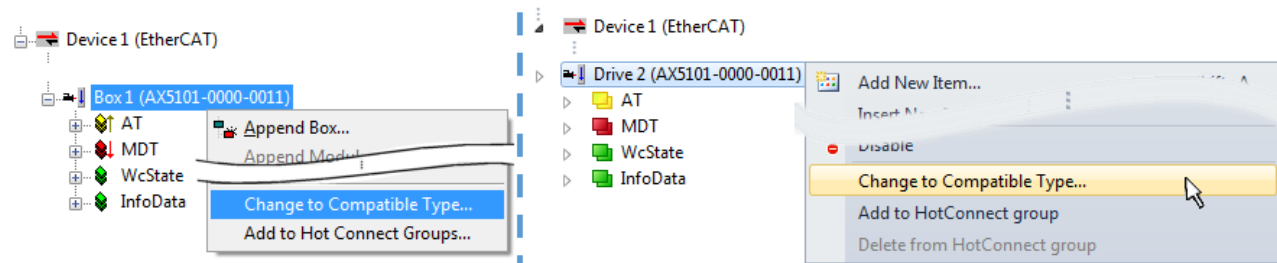 Device 1 (EtherCAT)
Box 1 (AX5101-0000-0011)
AT
MDT
WcState
InfoData
Append Box...
Append Modul
Change to Compatible Type...
Add to Hot Connect Groups...
Device 1 (EtherCAT)
Drive 2 (AX5101-0000-0011)
AT
MDT
WcState
InfoData
Add New Item...
Insert
Disable
Change to Compatible Type...
Add to HotConnect group
Delete from HotConnect group